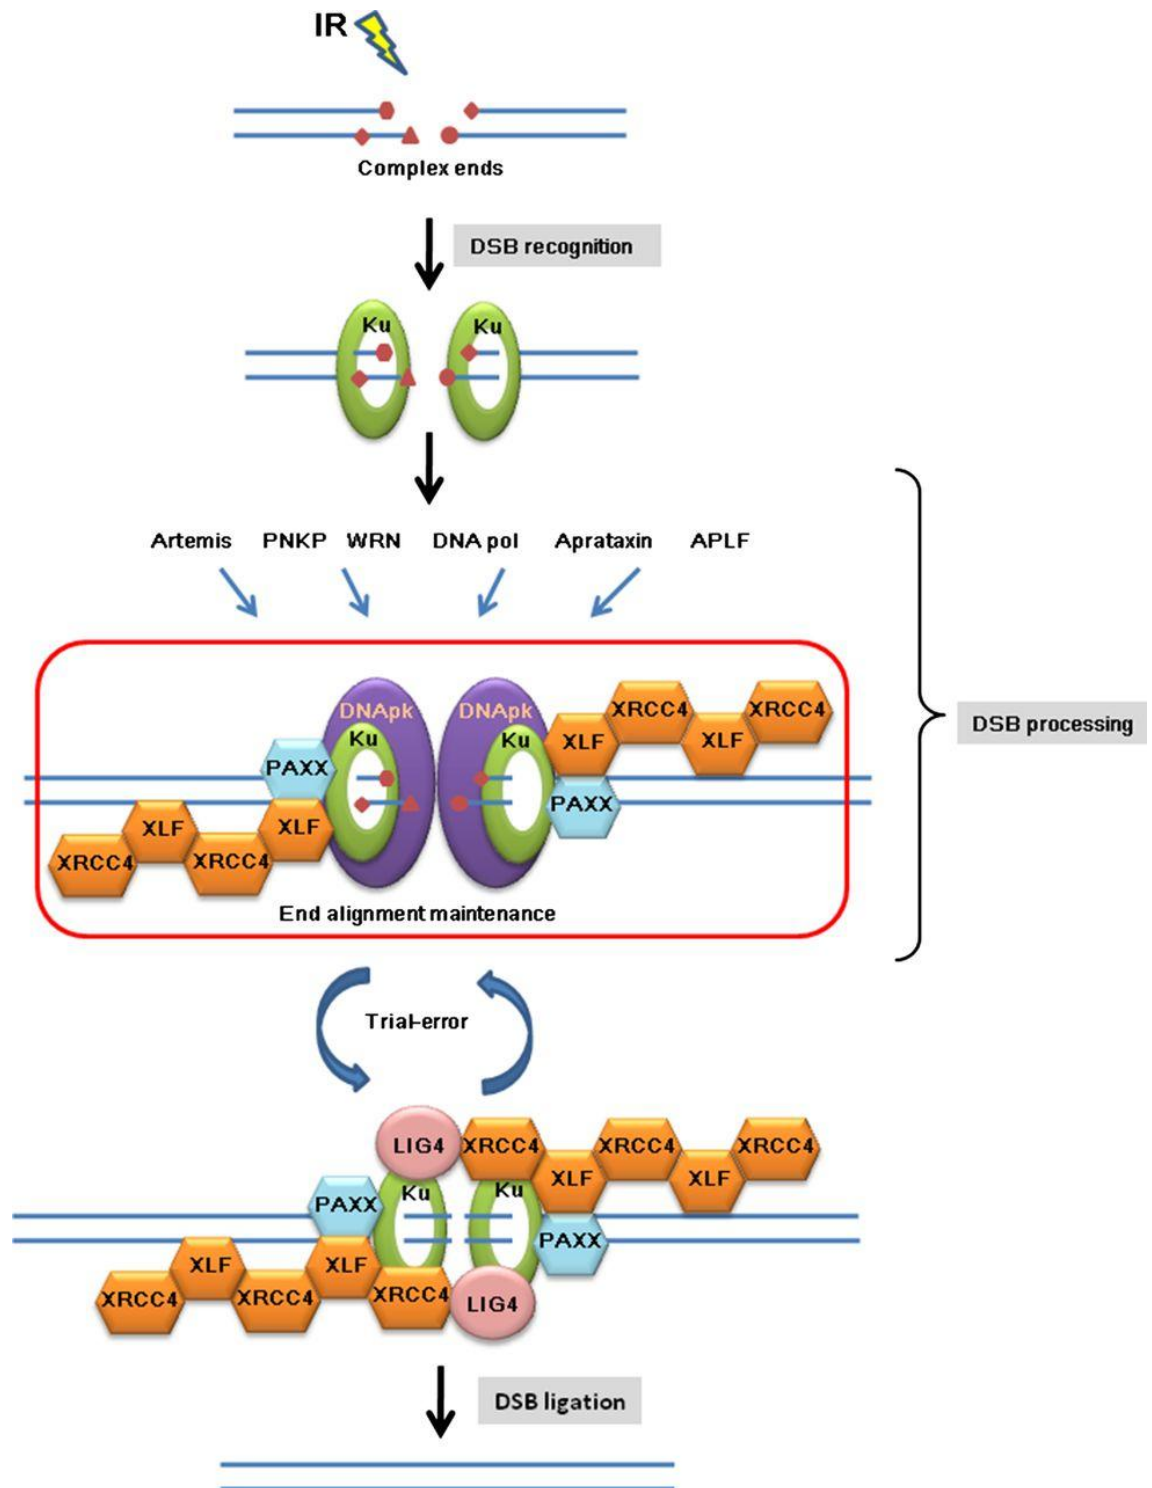 IR
Complex ends
DSB recognition
Ku Ku
Artemis PNKP WRN DNA pol Aprataxin APLF
DNApk DNApk XRCC4 XRCC4
Ku Ku XLF XLF
PAXX PAXX
XLF XLF
XRCC4 XRCC4
End alignment maintenance
DSB processing
Trial-error
LIG4 XRCC4 XRCC4 XRCC4
XLF XLF
PAXX Ku Ku
PAXX
XLF XLF
XRCC4 XRCC4 XRCC4 LIG4
DSB ligation